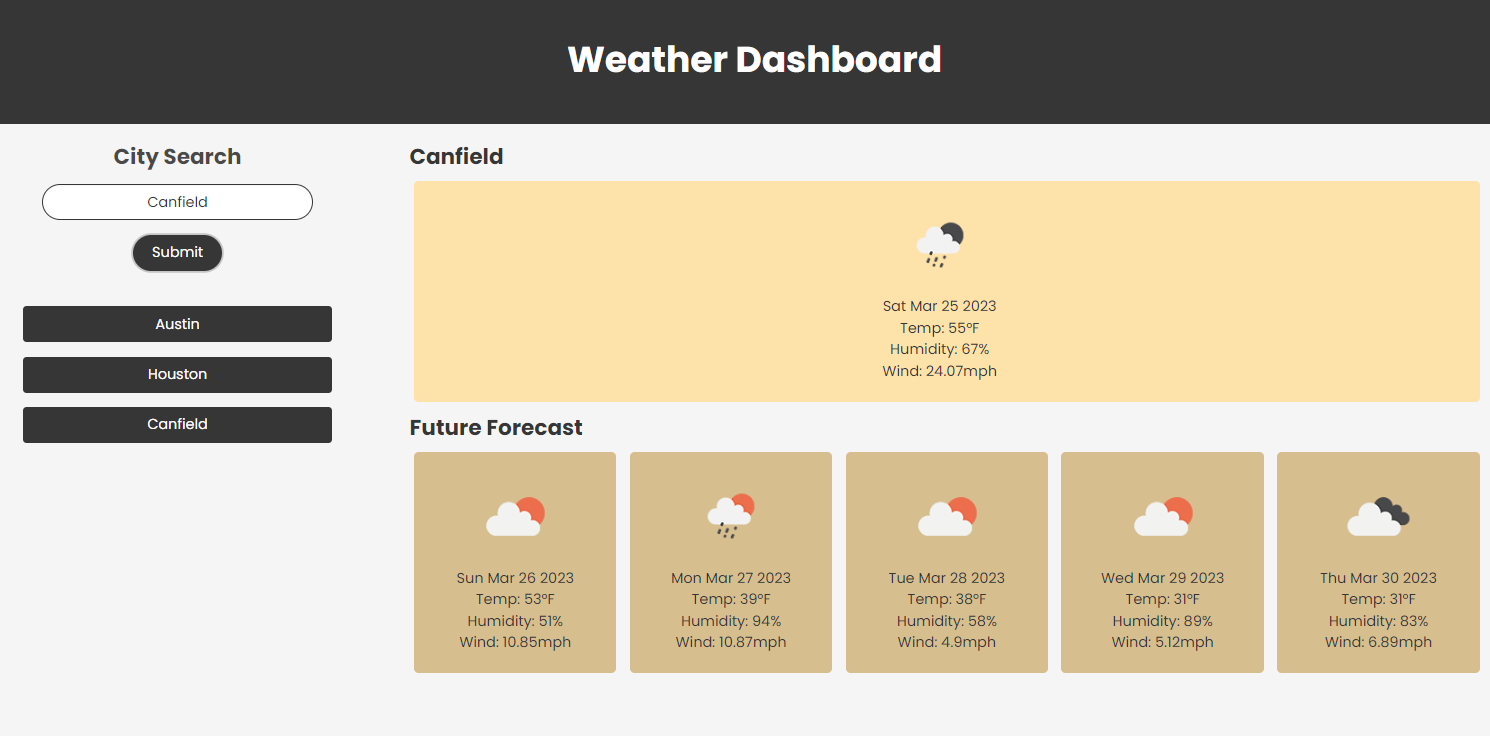 Weather Dashboard
City Search
Canfield
Submit
Austin
Houston
Canfield
Canfield
Sat Mar 25 2023
Temp: 55°F
Humidity: 67%
Wind: 24.07mph
Future Forecast
Sun Mar 26 2023
Temp: 53°F
Humidity: 51%
Wind: 10.85mph
Mon Mar 27 2023
Temp: 39°F
Humidity: 94%
Wind: 10.87mph
Tue Mar 28 2023
Temp: 38°F
Humidity: 58%
Wind: 4.9mph
Wed Mar 29 2023
Temp: 31°F
Humidity: 89%
Wind: 5.12mph
Thu Mar 30 2023
Temp: 31°F
Humidity: 83%
Wind: 6.89mph